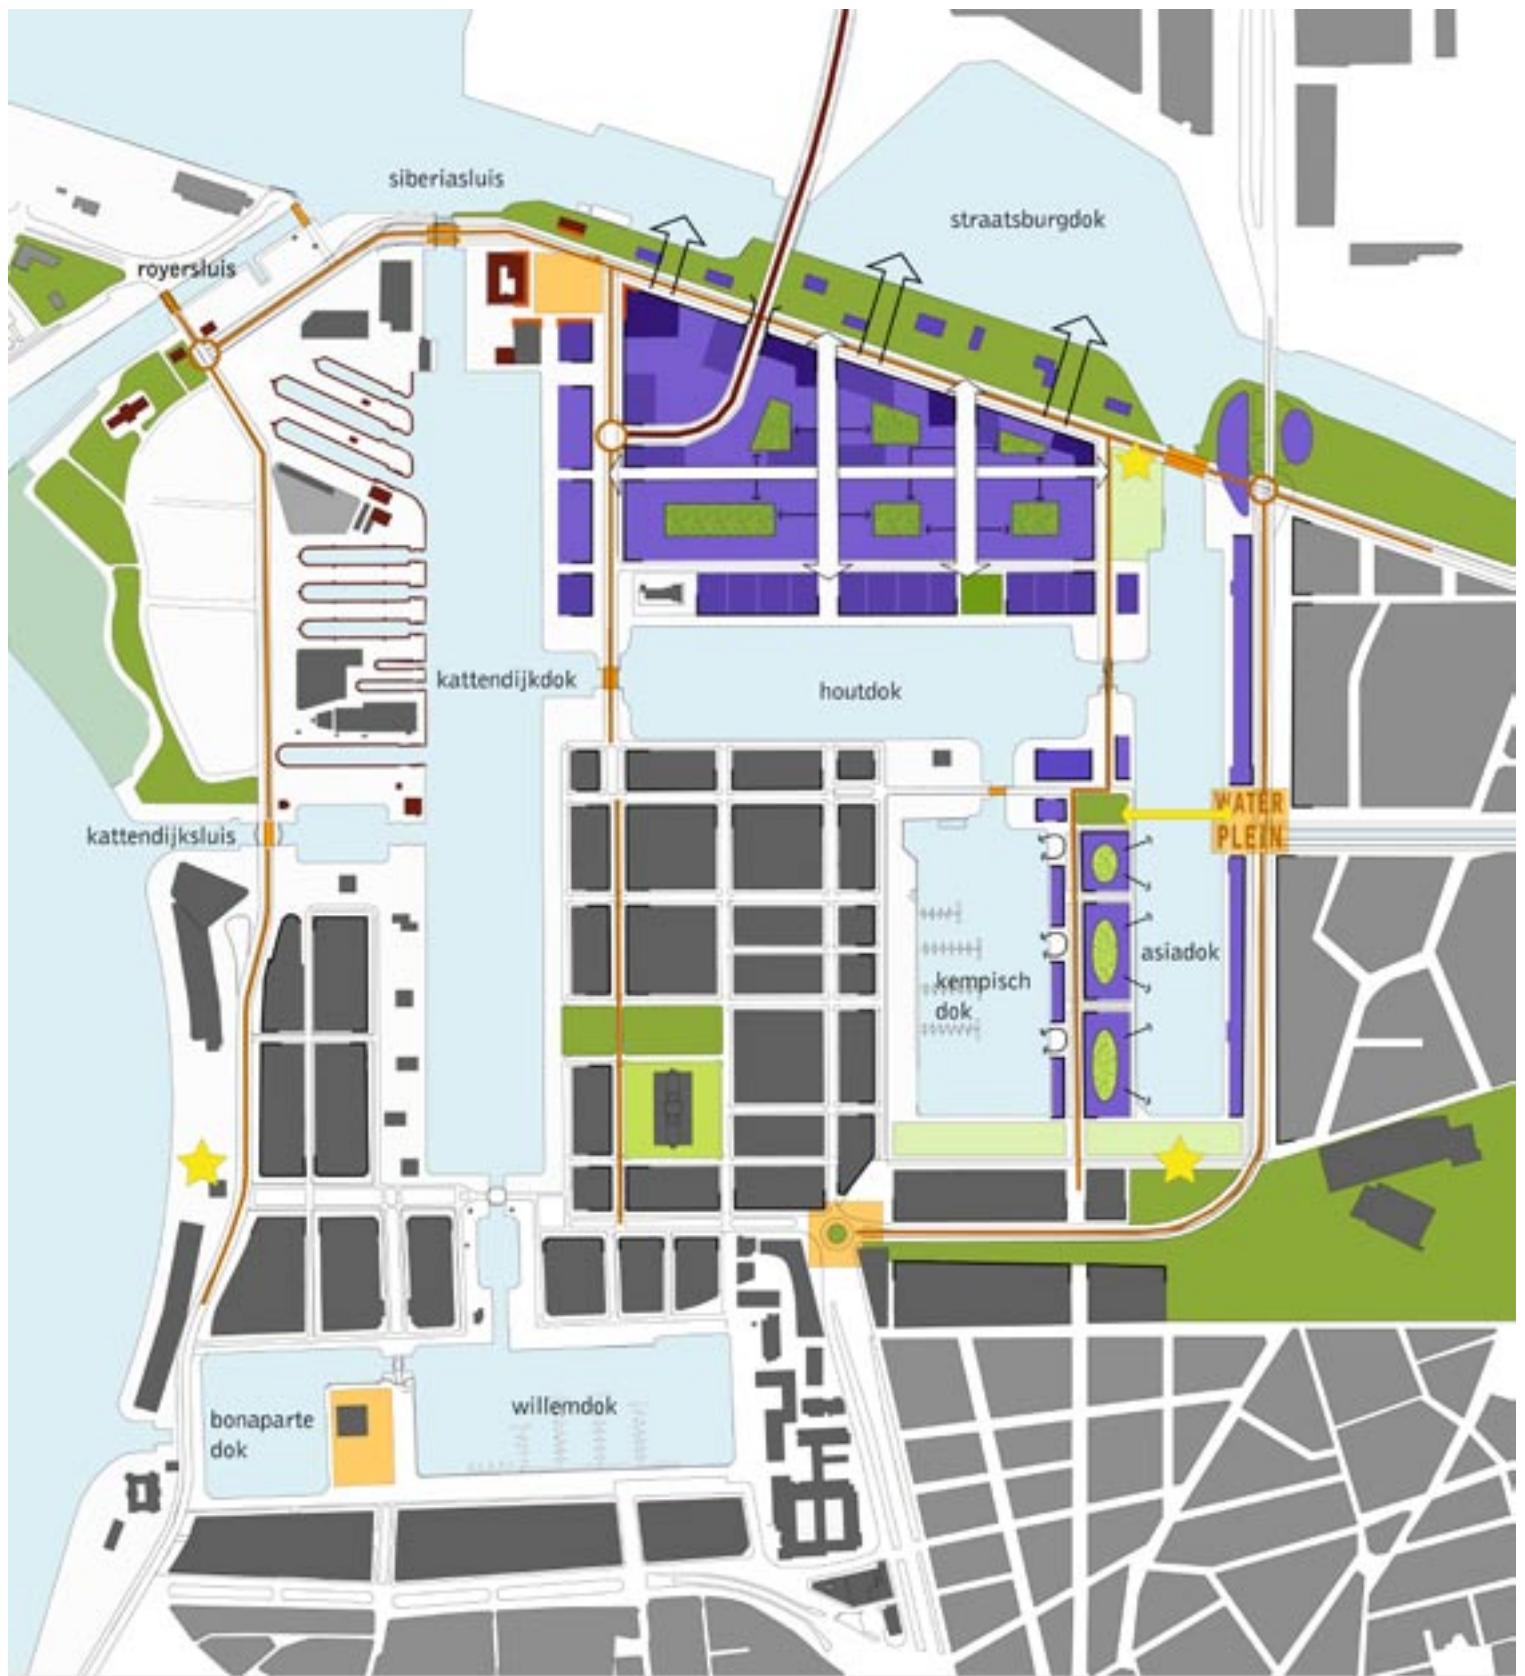 siberiasluis
straatsburgdok
royersluis
kattendijkdok
houtdok
WATER
PLEIN
kattendijksluis
asiadok
kempisch
dok
bonaparte
dok
willemdok